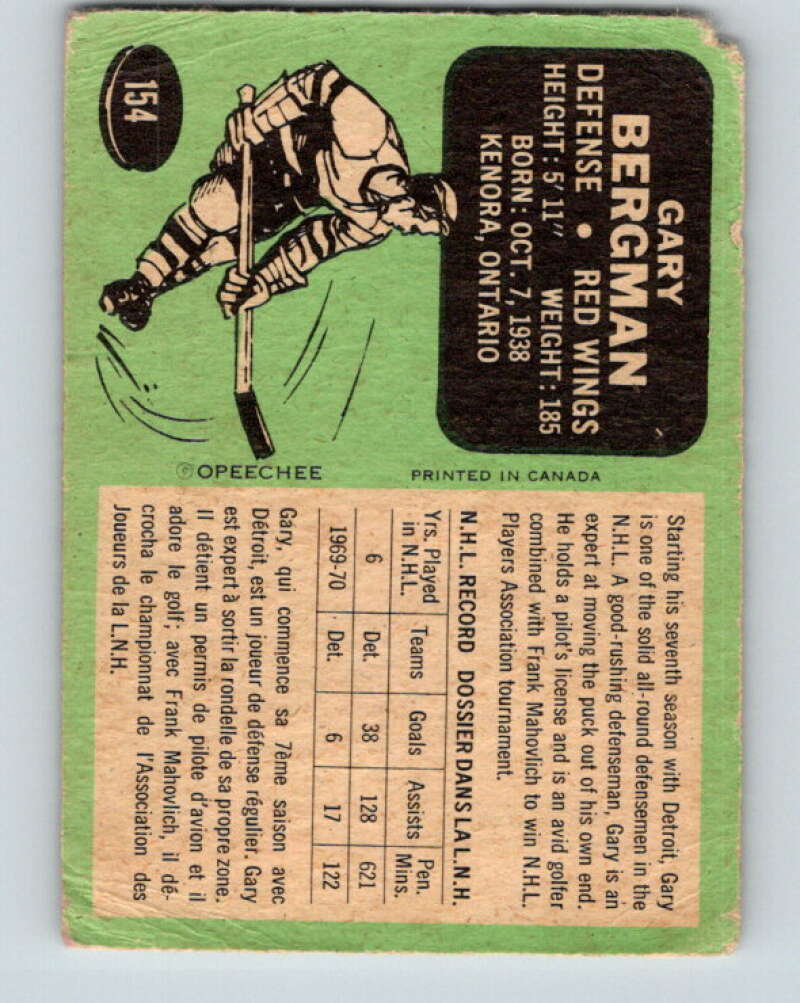 GARY
BERGMAN
DEFENSE • RED WINGS
HEIGHT: 5' 11" WEIGHT: 185
BORN: OCT. 7, 1938
KENORA, ONTARIO
154
©OPEECHEE
PRINTED IN CANADA
Starting his seventh season with Detroit, Gary
is one of the solid all-round defensemen in the
N.H.L. A good-rushing defenseman, Gary is an
expert at moving the puck out of his own end.
He holds a pilot's license and is an avid golfer
combined with Frank Mahovlich to win N.H.L.
Players Association tournament.
N.H.L. RECORD DOSSIER DANS LA L.N.H.
Yrs. Played in N.H.L. Teams Goals Assists Pen. Mins.
6 Det. 38 128 621
1969-70 Det. 6 17 122
Gary, qui commence sa 7ème saison avec
Détroit, est un joueur de défense régulier. Gary
est expert à sortir la rondelle de sa propre zone.
Il détient un permis de pilote d'avion et il
adore le golf; avec Frank Mahovlich, il dé-
crocha le championnat de l'Association des
Joueurs de la L.N.H.